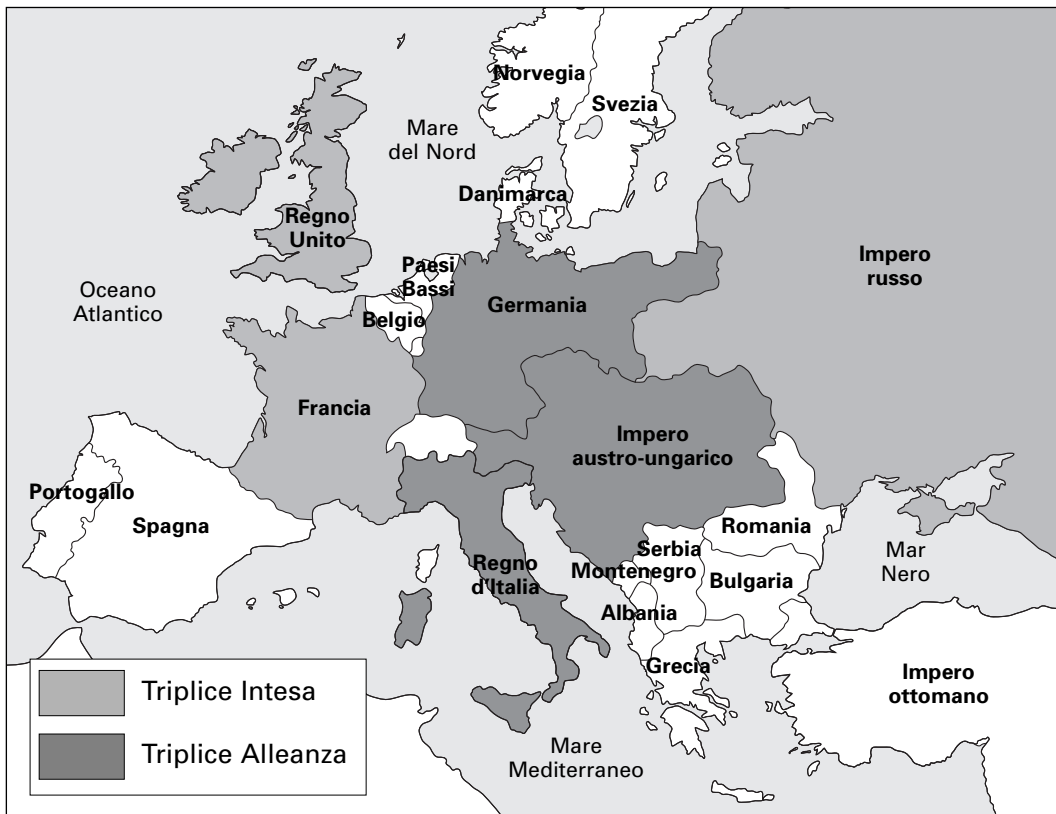 Norvegia
Svezia
Mare
del Nord
Danimarca
Regno
Unito
Paesi
Bassi
Impero
russo
Oceano
Atlantico
Belgio
Germania
Francia
Impero
austro-ungarico
Portogallo
Spagna
Romania
Serbia
Mar
Nero
Regno
d'Italia
Montenegro
Bulgaria
Albania
Grecia
Impero
ottomano
Triplice Intesa
Triplice Alleanza
Mare
Mediterraneo